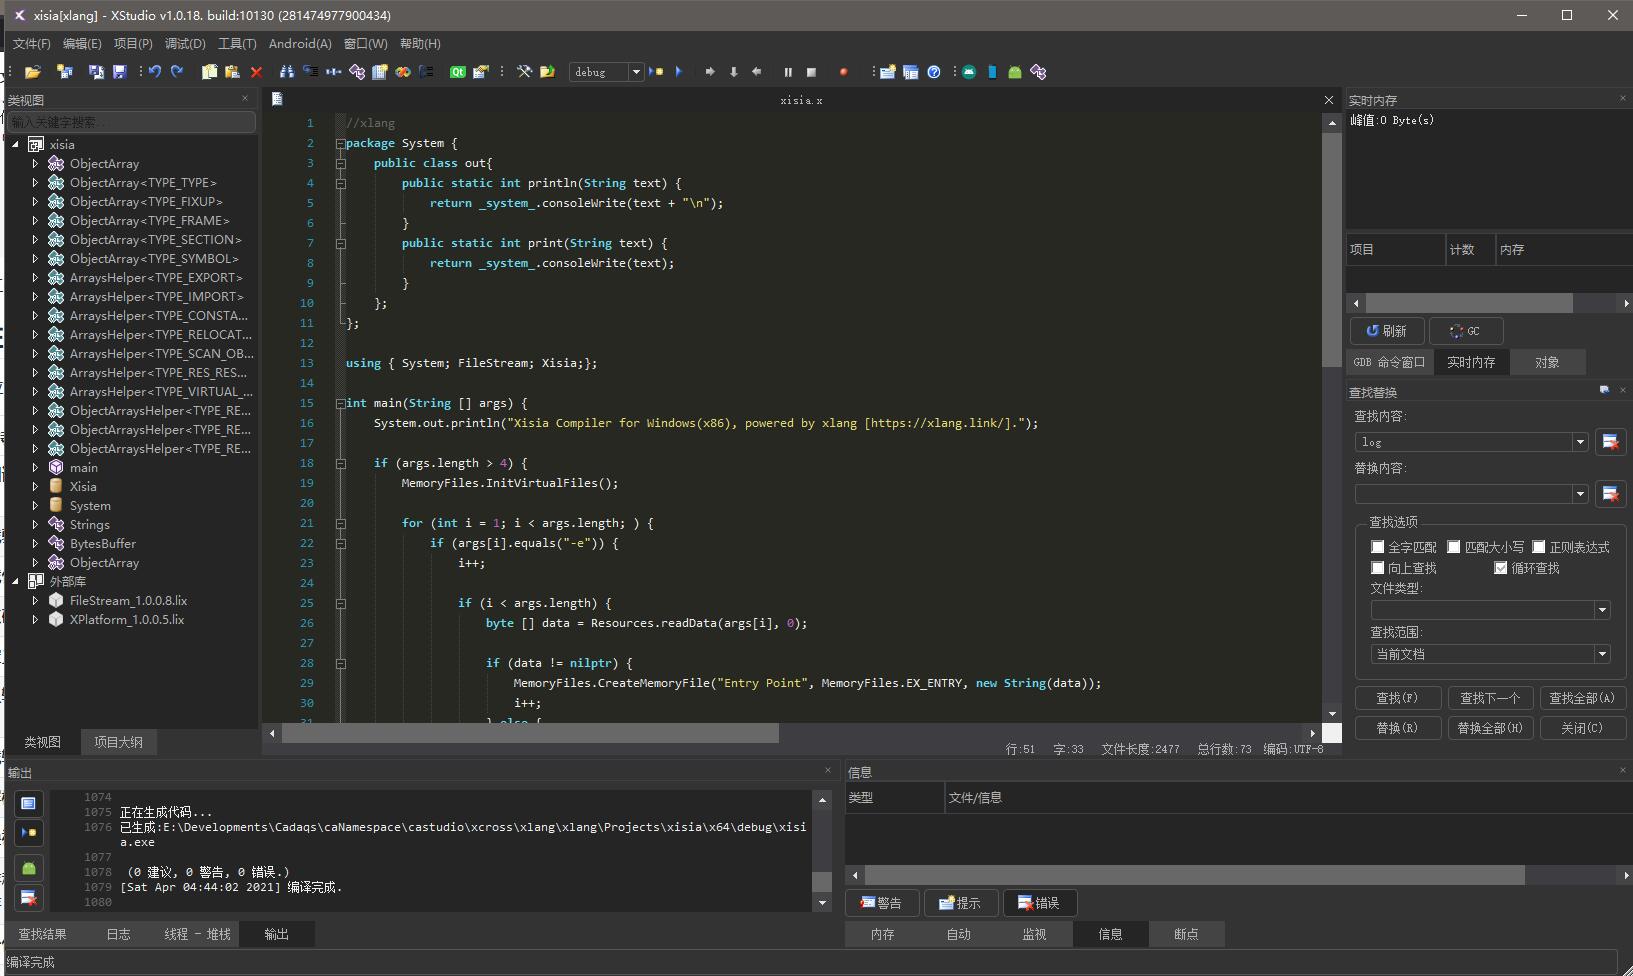 xisia[xlang] - XStudio v1.0.18. build:10130 (281474977900434)
文件(F) 编辑(E) 项目(P) 调试(D) 工具(T) Android(A) 窗口(W) 帮助(H)
Qt debug
类视图
输入关键字搜索...
xisia
ObjectArray
ObjectArray<TYPE_TYPE>
ObjectArray<TYPE_FIXUP>
ObjectArray<TYPE_FRAME>
ObjectArray<TYPE_SECTION>
ObjectArray<TYPE_SYMBOL>
ArraysHelper<TYPE_EXPORT>
ArraysHelper<TYPE_IMPORT>
ArraysHelper<TYPE_CONSTA...
ArraysHelper<TYPE_RELOCAT...
ArraysHelper<TYPE_SCAN_OB...
ArraysHelper<TYPE_RES_RES...
ArraysHelper<TYPE_VIRTUAL_...
ObjectArraysHelper<TYPE_RE...
ObjectArraysHelper<TYPE_RE...
ObjectArraysHelper<TYPE_RE...
main
Xisia
System
Strings
BytesBuffer
ObjectArray
外部库
FileStream_1.0.0.8.lix
XPlatform_1.0.0.5.lix
类视图 项目大纲
xisia.x
1 //xlang
2 package System {
3 public class out{
4 public static int println(String text) {
5 return _system_.consoleWrite(text + "\n");
6 }
7 public static int print(String text) {
8 return _system_.consoleWrite(text);
9 }
10 };
11 };
12
13 using { System; FileStream; Xisia;};
14
15 int main(String [] args) {
16 System.out.println("Xisia Compiler for Windows(x86), powered by xlang [https://xlang.link/].");
17
18 if (args.length > 4) {
19 MemoryFiles.InitVirtualFiles();
20
21 for (int i = 1; i < args.length; ) {
22 if (args[i].equals("-e")) {
23 i++;
24
25 if (i < args.length) {
26 byte [] data = Resources.readData(args[i], 0);
27
28 if (data != nilptr) {
29 MemoryFiles.CreateMemoryFile("Entry Point", MemoryFiles.EX_ENTRY, new String(data));
30 i++;
31 } else {
行:51 字:33 文件长度:2477 总行数:73 编码:UTF-8
实时内存
峰值:0 Byte(s)
项目 计数 内存
刷新 GC
GDB 命令窗口 实时内存 对象
查找替换
查找内容:
log
替换内容:
查找选项
全字匹配 匹配大小写 正则表达式
向上查找 循环查找
文件类型:
查找范围:
当前文档
查找(F) 查找下一个 查找全部(A)
替换(R) 替换全部(H) 关闭(C)
输出
1074
1075 正在生成代码...
1076 已生成:E:\Developments\Cadaqs\caNamespace\castudio\xcross\xlang\xlang\Projects\xisia\x64\debug\xisi
a.exe
1077
1078 (0 建议, 0 警告, 0 错误.)
1079 [Sat Apr 04:44:02 2021] 编译完成.
1080
查找结果 日志 线程 - 堆栈 输出
信息
类型 文件/信息
警告 提示 错误
内存 自动 监视 信息 断点
编译完成